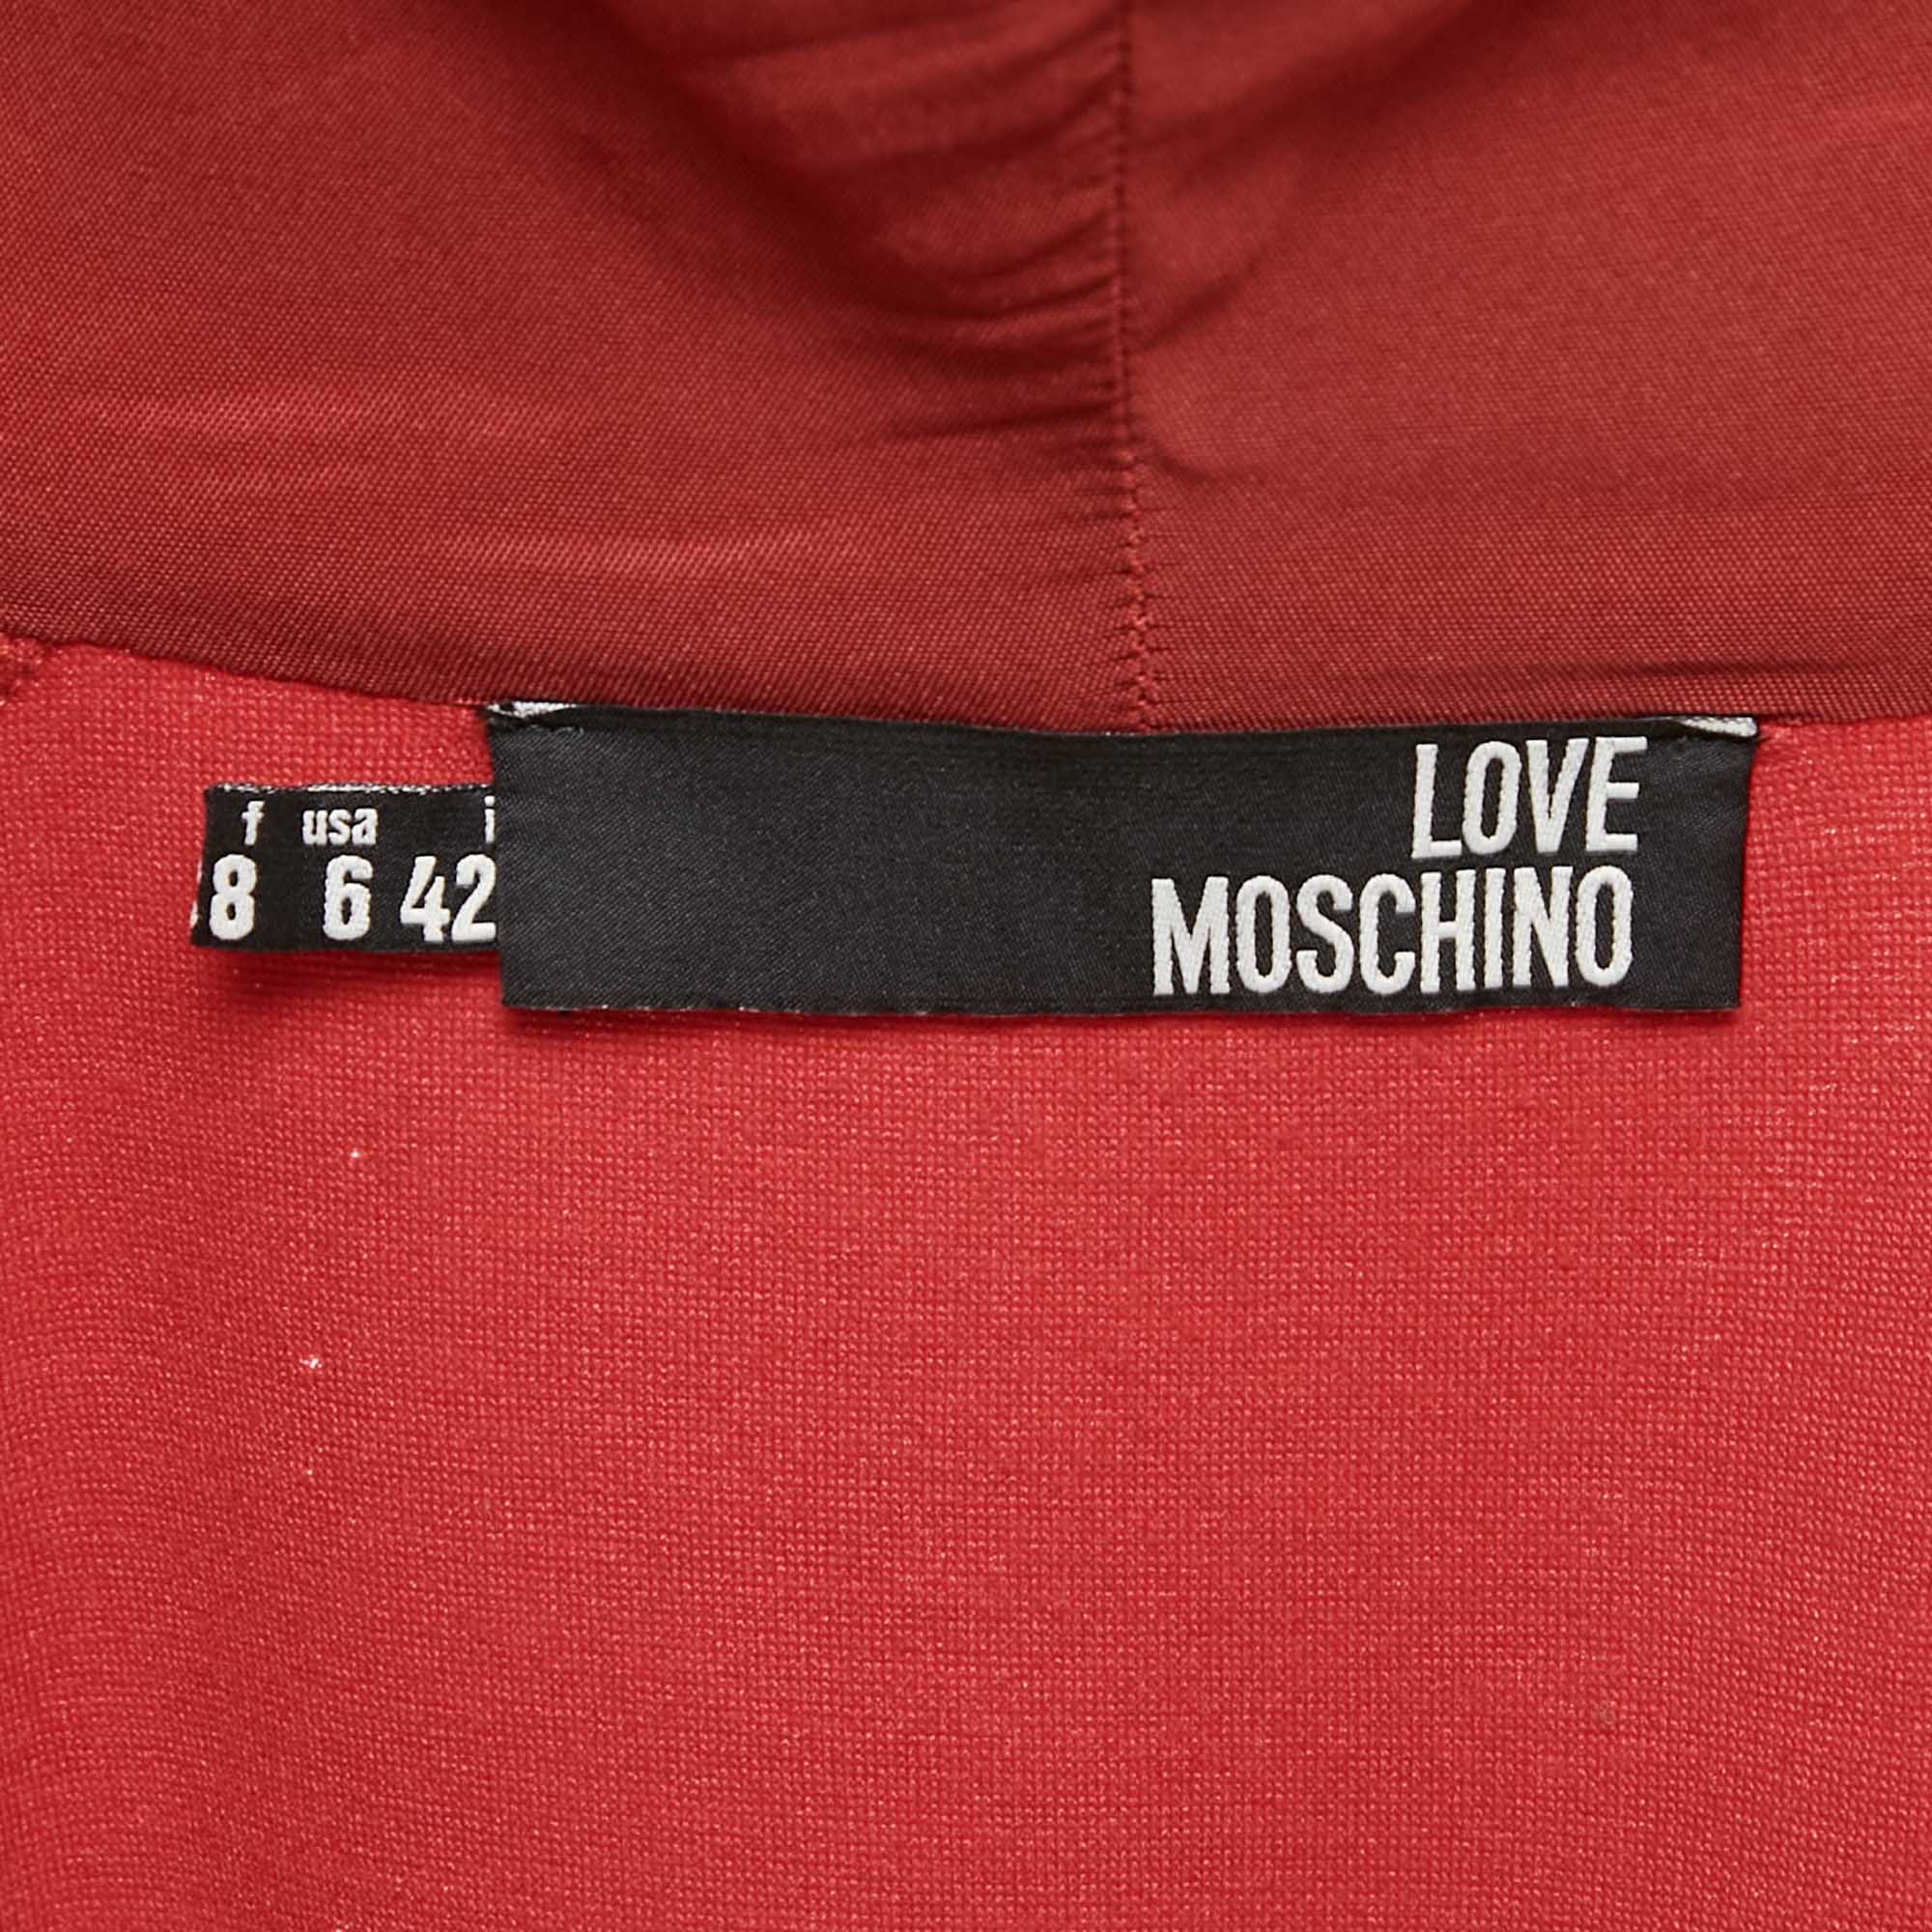 f usa i
8 6 42
LOVE
MOSCHINO